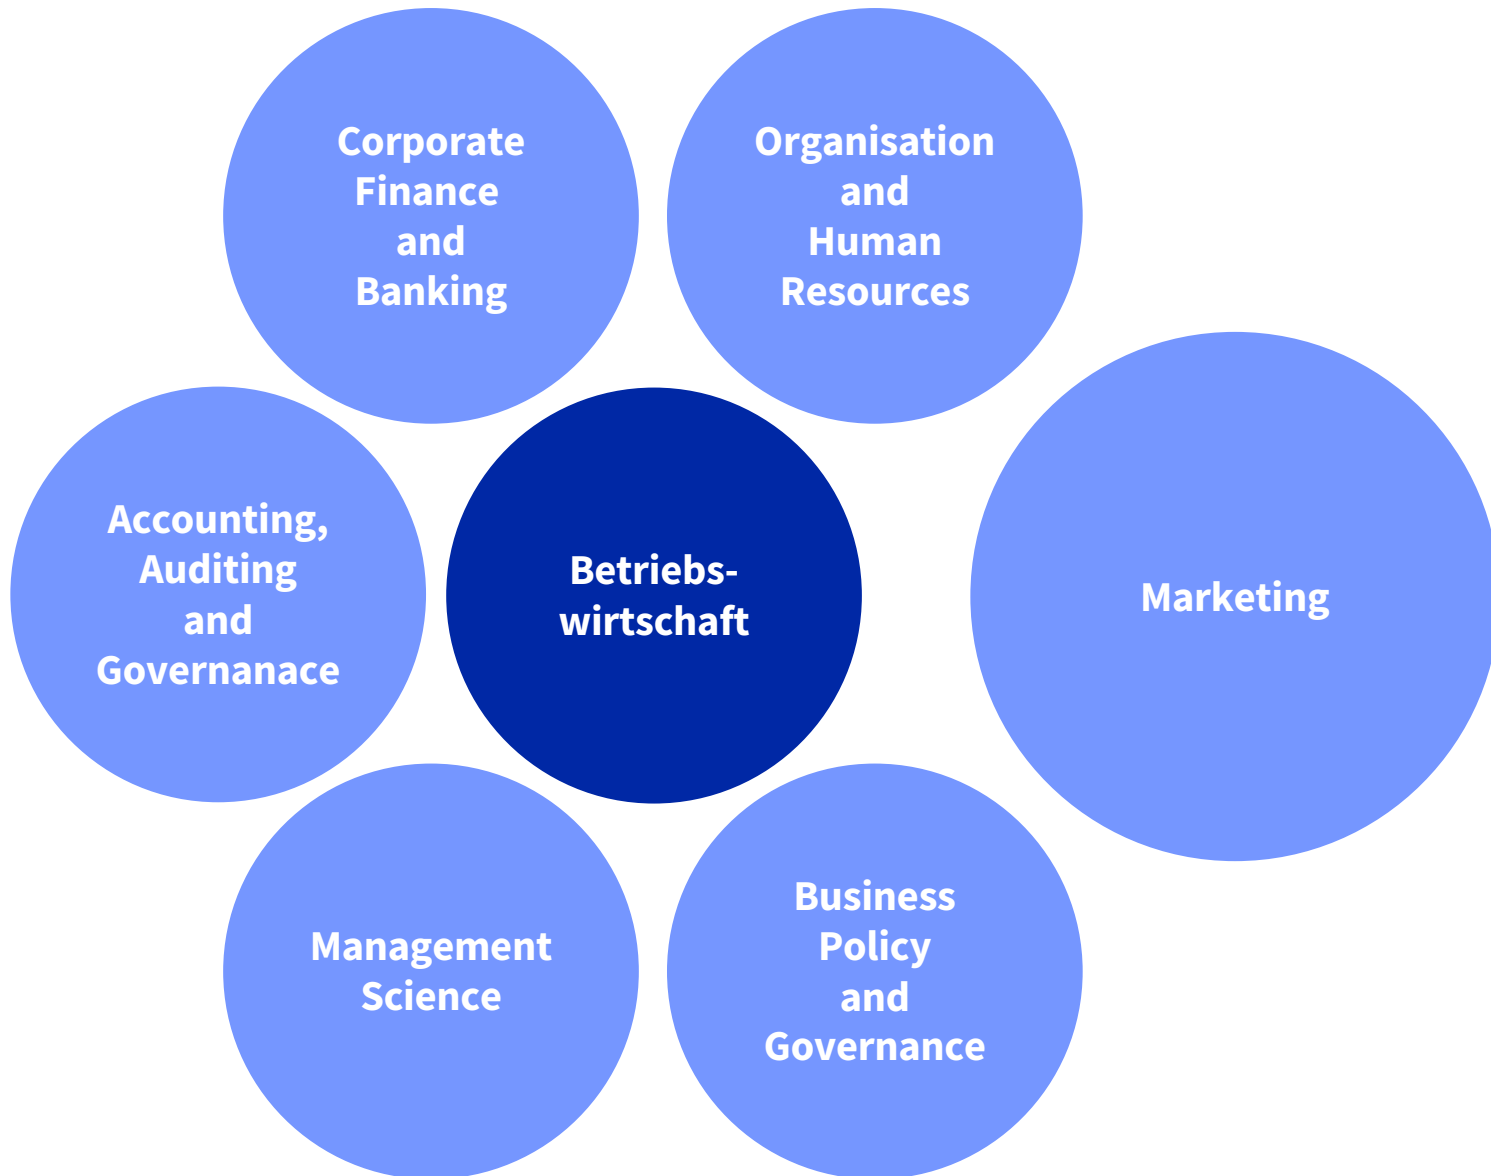 Corporate
Finance
and
Banking
Organisation
and
Human
Resources
Accounting,
Auditing
and
Governanace
Betriebs-
wirtschaft
Marketing
Management
Science
Business
Policy
and
Governance